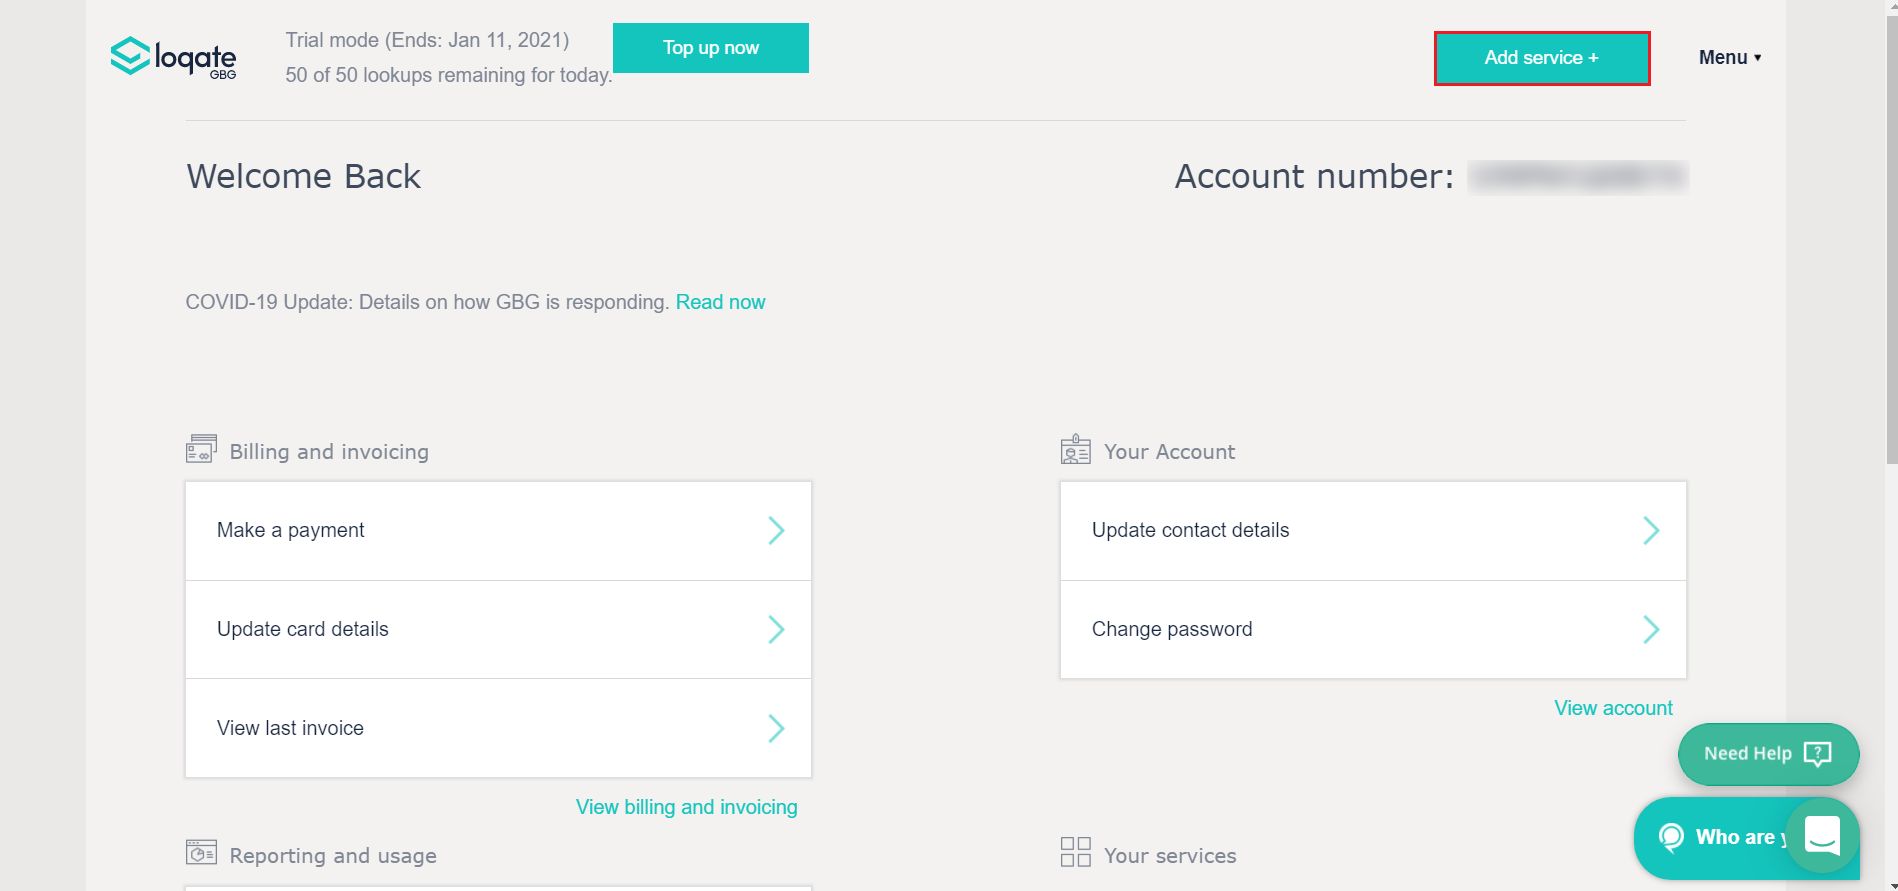 loqate
GBG
Trial mode (Ends: Jan 11, 2021)
50 of 50 lookups remaining for today.
Top up now
Add service +
Menu ▾
Welcome Back
Account number:
COVID-19 Update: Details on how GBG is responding. Read now
Billing and invoicing
Make a payment
Update card details
View last invoice
View billing and invoicing
Your Account
Update contact details
Change password
View account
Need Help ?
Who are
Reporting and usage
Your services